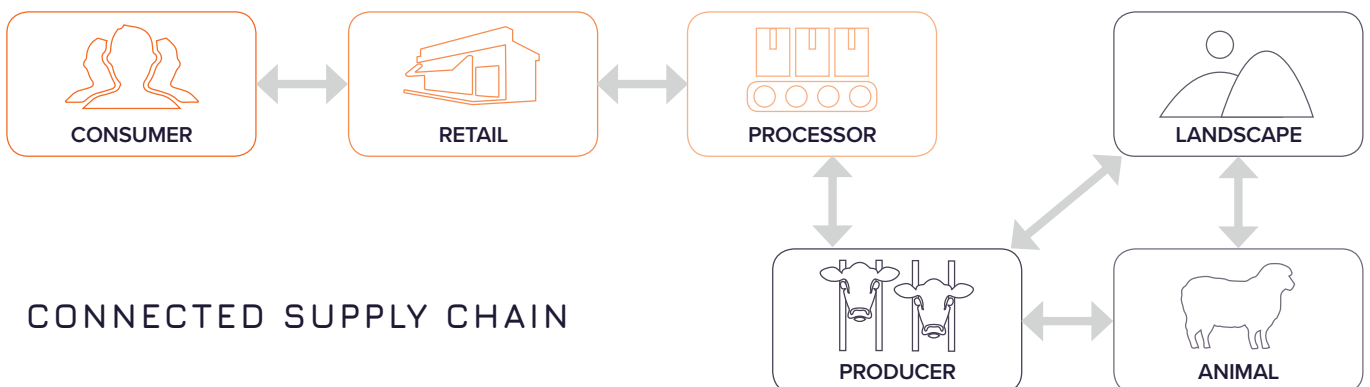 CONSUMER
RETAIL
PROCESSOR
LANDSCAPE
CONNECTED SUPPLY CHAIN
PRODUCER
ANIMAL